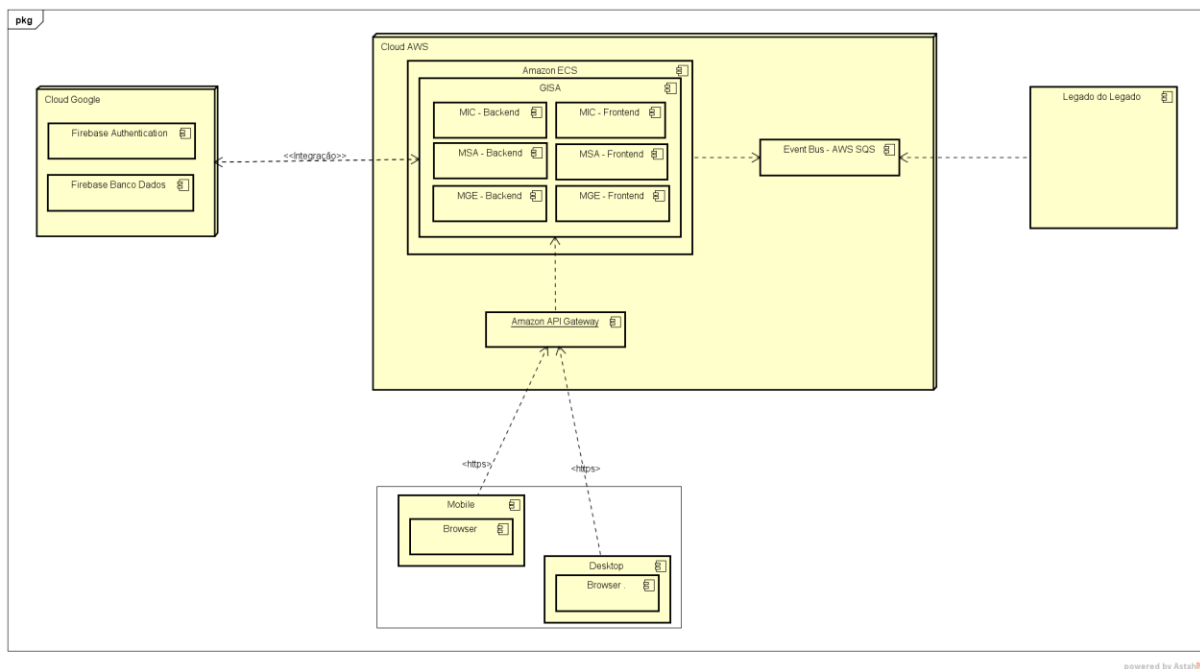 pkg
Cloud AWS
Amazon ECS
GISA
MIC - Backend
MIC - Frontend
MSA - Backend
MSA - Frontend
MGE - Backend
MGE - Frontend
Cloud Google
Firebase Authentication
Firebase Banco Dados
<<Integração>>
Event Bus - AWS SQS
Legado do Legado
Amazon API Gateway
<https>
<https>
Mobile
Browser
Desktop
Browser .
powered by Astah